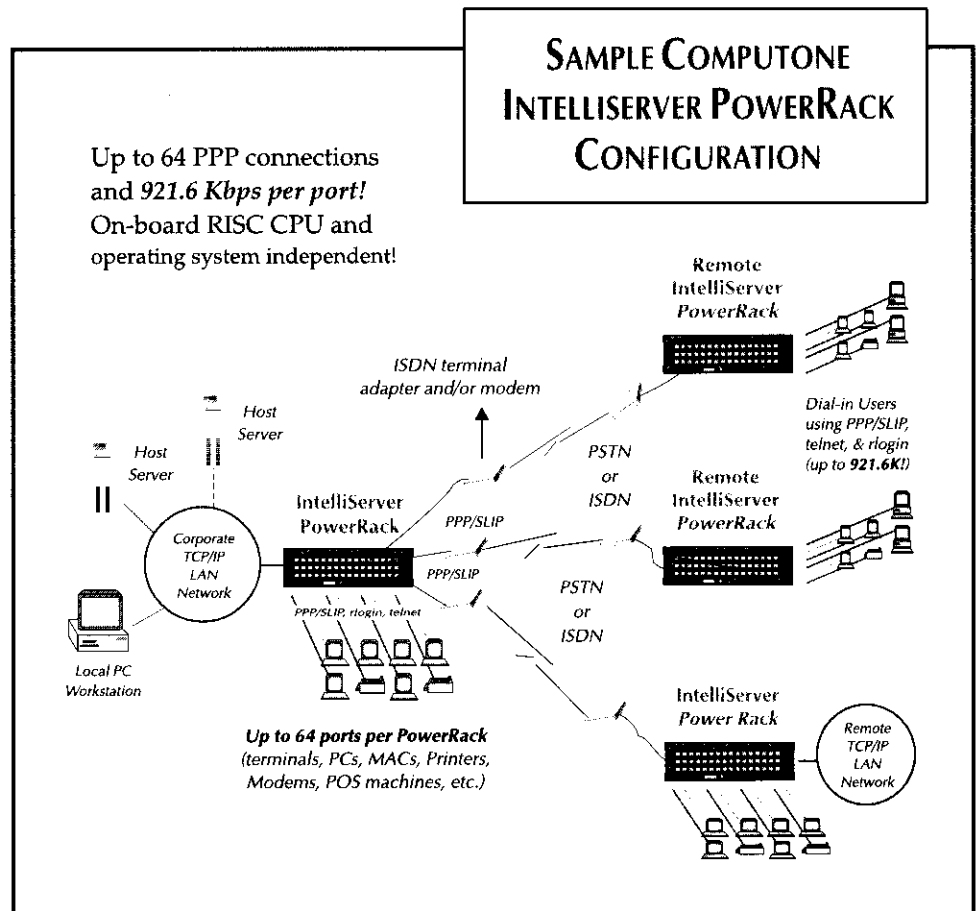 SAMPLE COMPUTONE
INTELLISERVER POWERRACK
CONFIGURATION
Up to 64 PPP connections
and 921.6 Kbps per port!
On-board RISC CPU and
operating system independent!
Remote
IntelliServer
PowerRack
ISDN terminal
adapter and/or modem
Host
Server
Host
Server
Dial-in Users
using PPP/SLIP,
telnet, & rlogin
(up to 921.6K!)
PSTN
or
ISDN
Remote
IntelliServer
PowerRack
IntelliServer
PowerRack
PPP/SLIP
Corporate
TCP/IP
LAN
Network
PPP/SLIP
PSTN
or
ISDN
PPP/SLIP, rlogin, telnet
Local PC
Workstation
IntelliServer
Power Rack
Remote
TCP/IP
LAN
Network
Up to 64 ports per PowerRack
(terminals, PCs, MACs, Printers,
Modems, POS machines, etc.)